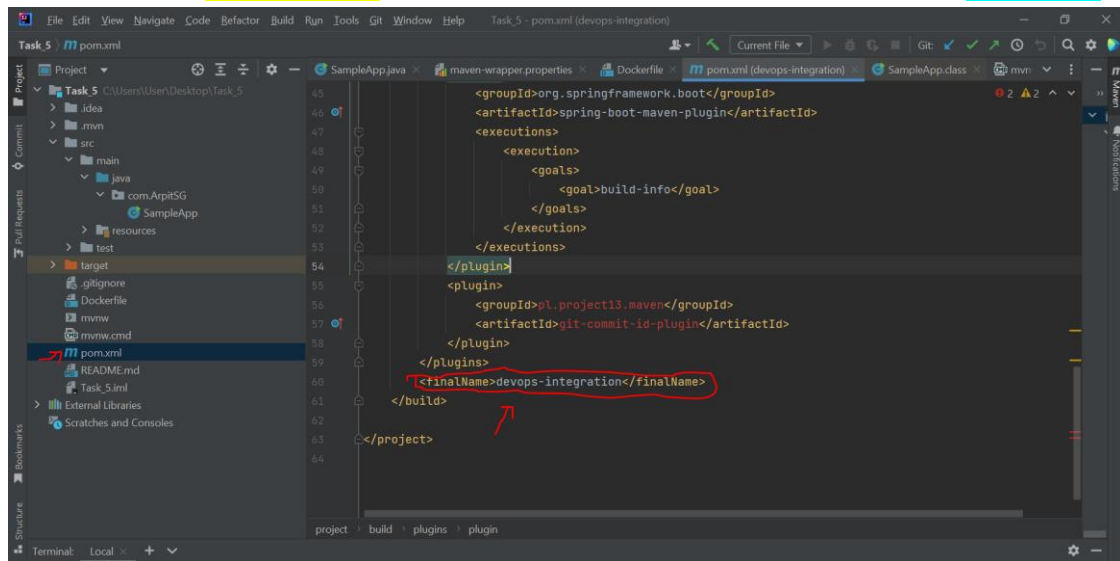 File Edit View Navigate Code Refactor Build Run Tools Git Window Help Task_5 - pom.xml (devops-integration)
Task_5 pom.xml Current File Git:
Project SampleApp.java maven-wrapper.properties Dockerfile pom.xml (devops-integration) SampleApp.class mvn
Task_5 C:\Users\User\Desktop\Task_5
.idea
.mvn
src
main
java
com.ArpitSG
SampleApp
resources
test
target
.gitignore
Dockerfile
mvnw
mvnw.cmd
pom.xml
README.md
Task_5.iml
External Libraries
Scratches and Consoles
45 <groupId>org.springframework.boot</groupId> 2 2
46 <artifactId>spring-boot-maven-plugin</artifactId>
47 <executions>
48 <execution>
49 <goals>
50 <goal>build-info</goal>
51 </goals>
52 </execution>
53 </executions>
54 </plugin>
55 <plugin>
56 <groupId>pl.project13.maven</groupId>
57 <artifactId>git-commit-id-plugin</artifactId>
58 </plugin>
59 </plugins>
60 <finalName>devops-integration</finalName>
61 </build>
62
63 </project>
64
project build plugins plugin
Terminal: Local
Project
Commit
Pull Requests
Bookmarks
Structure
Maven
Notifications